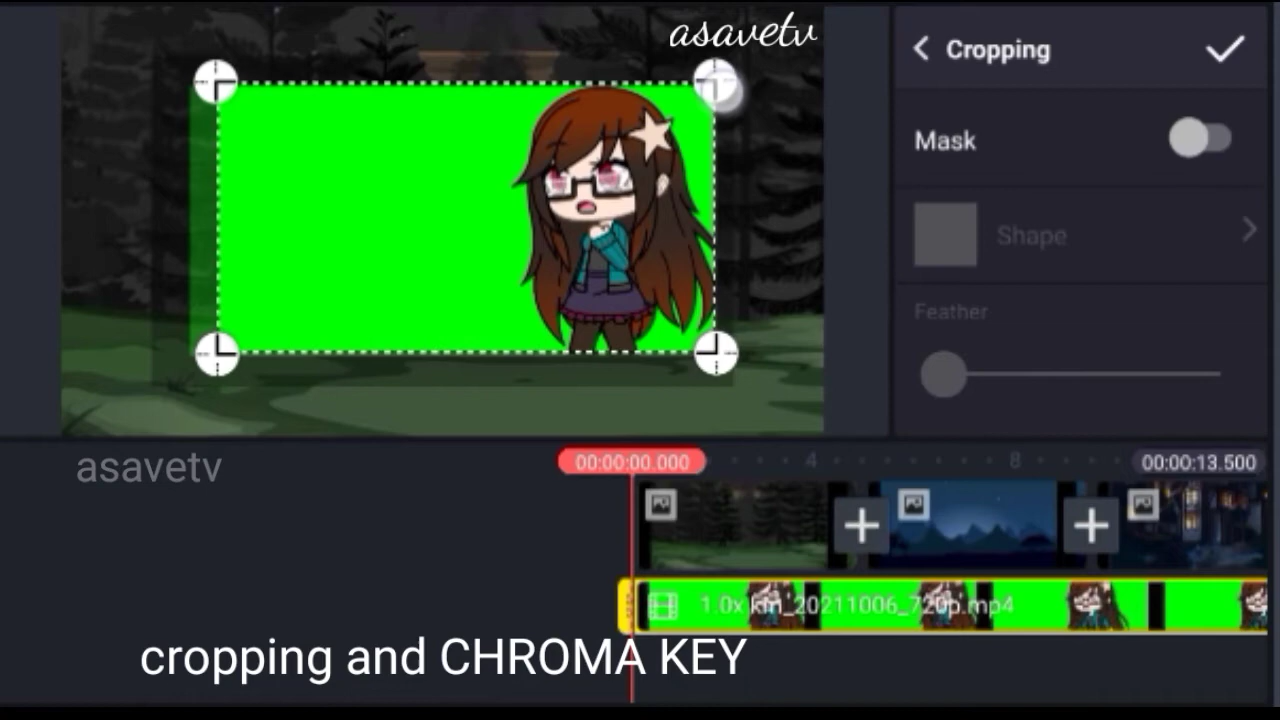 asavetv
Cropping
Mask
Shape
Feather
asavetv
00:00:00.000
4
8
00:00:13.500
1.0x km_20211006_720p.mp4
cropping and CHROMA KEY